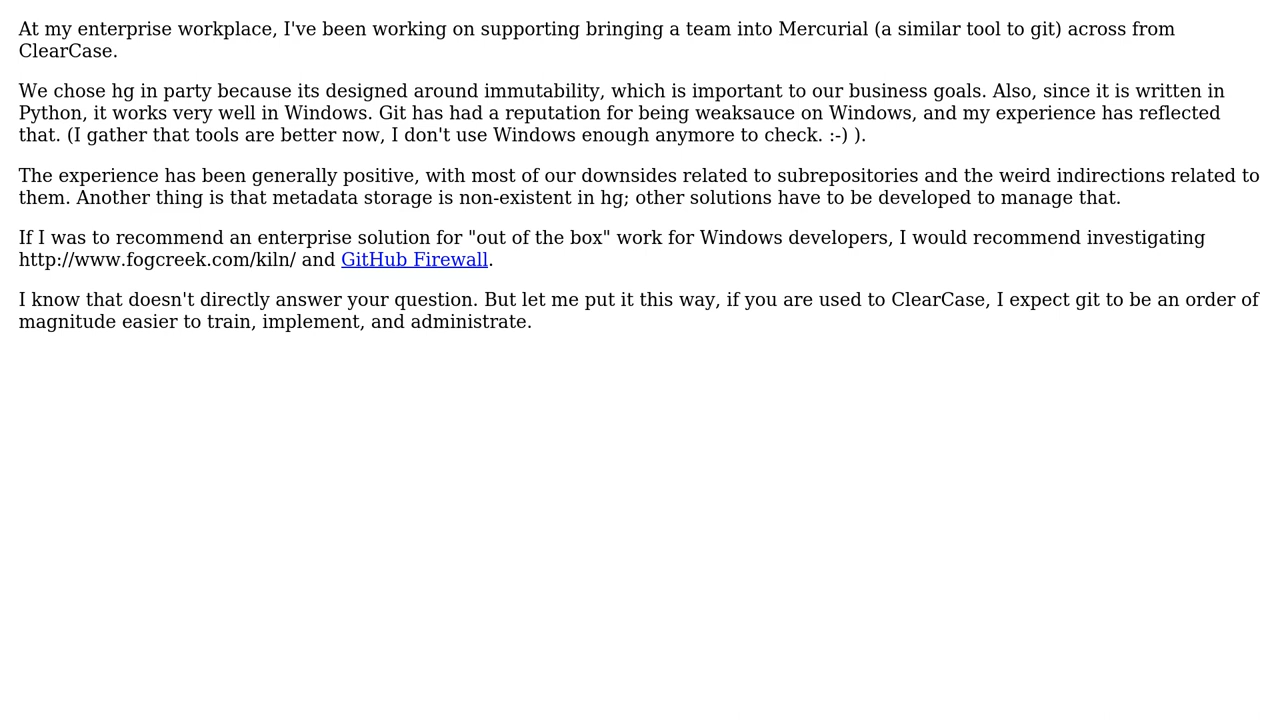 At my enterprise workplace, I've been working on supporting bringing a team into Mercurial (a similar tool to git) across from
ClearCase.
We chose hg in party because its designed around immutability, which is important to our business goals. Also, since it is written in
Python, it works very well in Windows. Git has had a reputation for being weaksauce on Windows, and my experience has reflected
that. (I gather that tools are better now, I don't use Windows enough anymore to check. :-) ).
The experience has been generally positive, with most of our downsides related to subrepositories and the weird indirections related to
them. Another thing is that metadata storage is non-existent in hg; other solutions have to be developed to manage that.
If I was to recommend an enterprise solution for "out of the box" work for Windows developers, I would recommend investigating
http://www.fogcreek.com/kiln/ and GitHub Firewall.
I know that doesn't directly answer your question. But let me put it this way, if you are used to ClearCase, I expect git to be an order of
magnitude easier to train, implement, and administrate.